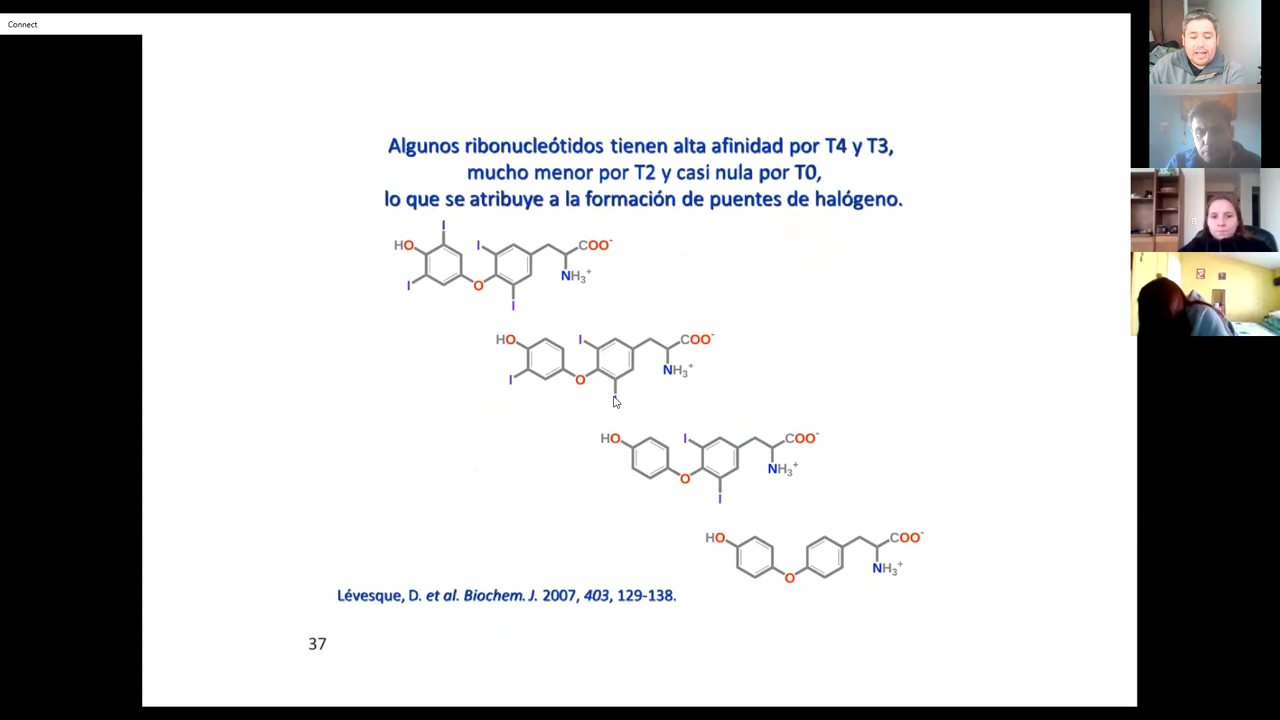 Connect
Algunos ribonucleótidos tienen alta afinidad por T4 y T3,
mucho menor por T2 y casi nula por T0,
lo que se atribuye a la formación de puentes de halógeno.
I
HO I COO⁻
I O NH₃⁺
I
HO I COO⁻
I O NH₃⁺
HO I COO⁻
O NH₃⁺
I
HO COO⁻
O NH₃⁺
Lévesque, D. et al. Biochem. J. 2007, 403, 129-138.
37